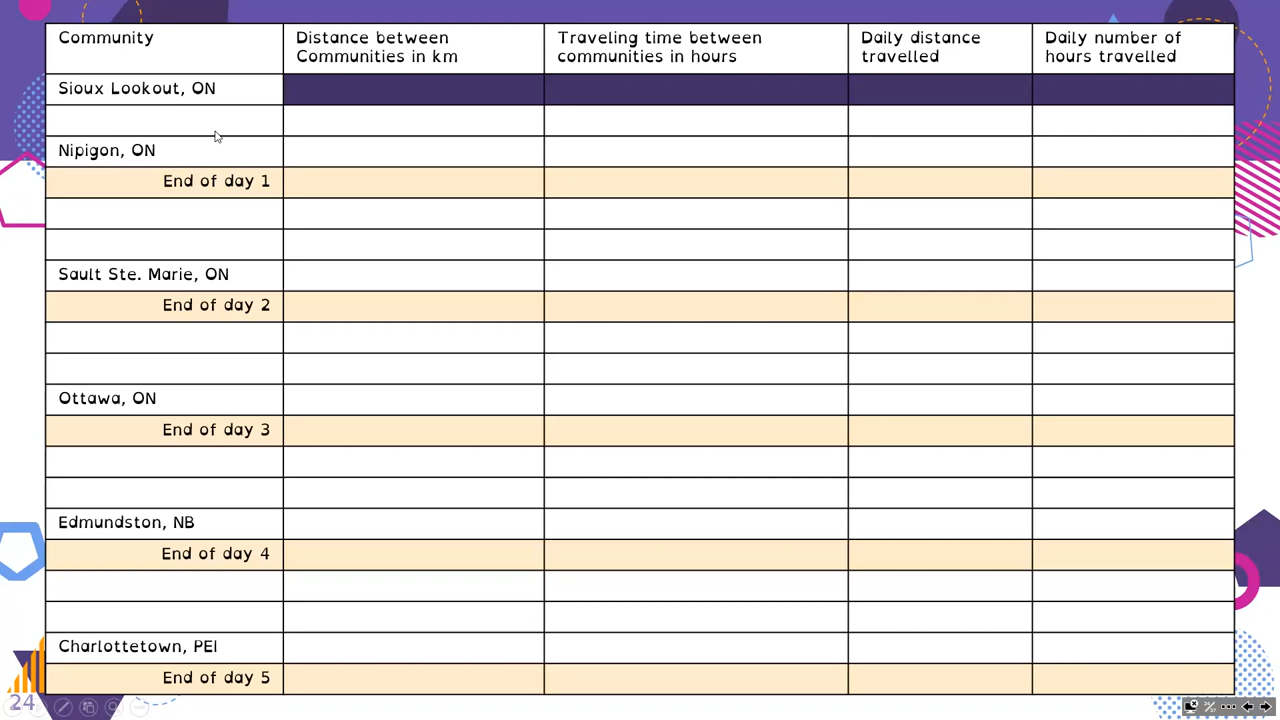 Community
Distance between
Communities in km
Traveling time between
communities in hours
Daily distance
travelled
Daily number of
hours travelled
Sioux Lookout, ON
Nipigon, ON
End of day 1
Sault Ste. Marie, ON
End of day 2
Ottawa, ON
End of day 3
Edmundston, NB
End of day 4
Charlottetown, PEI
End of day 5
24